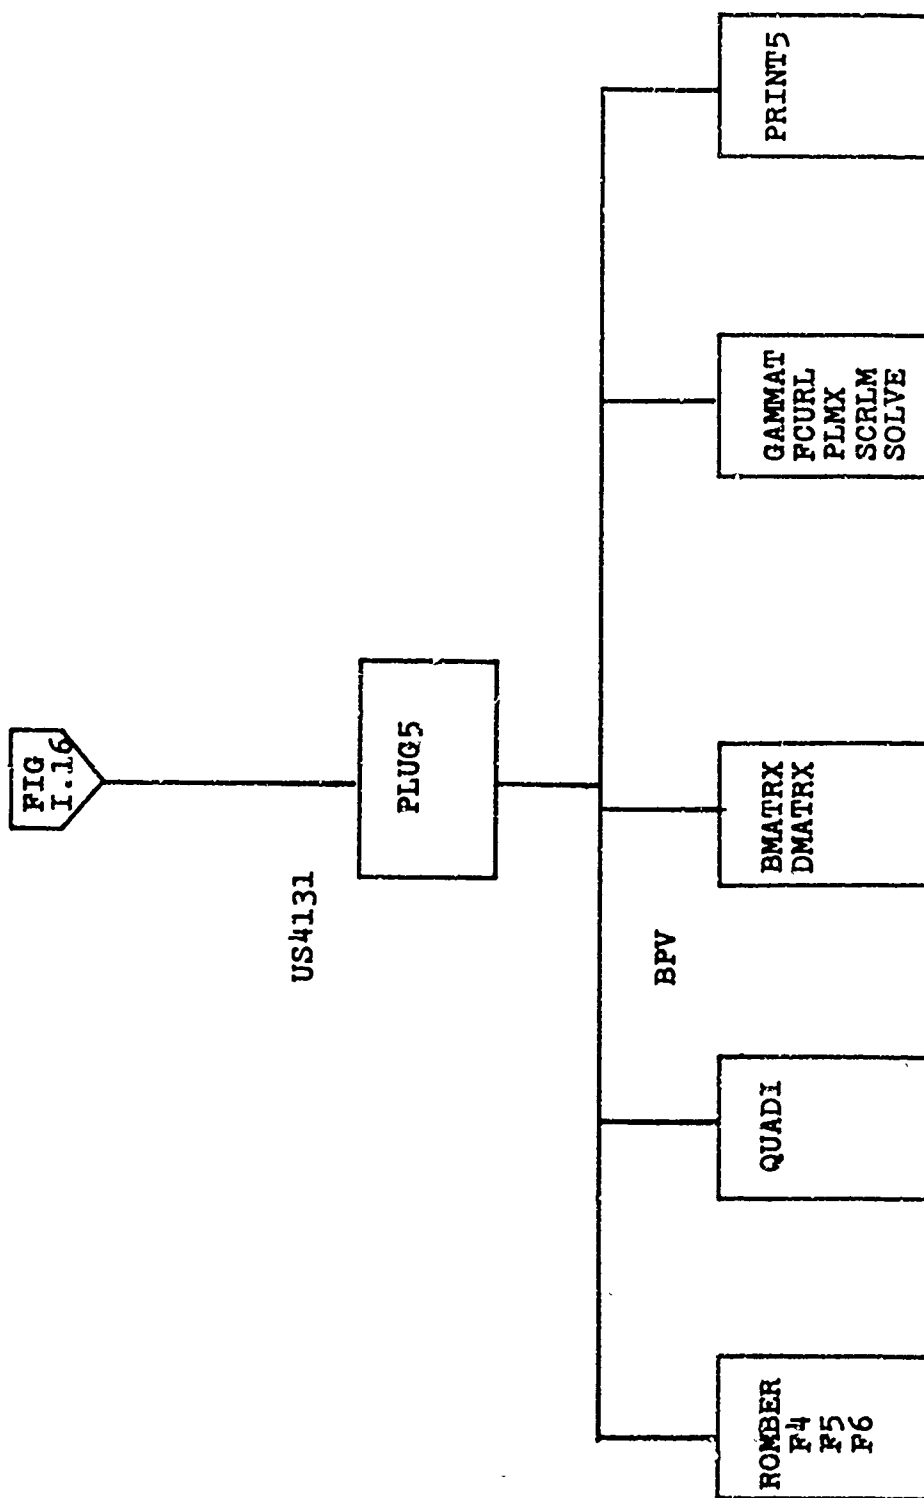 FIG
I.16
US4131
PLUG5
BPV
ROMBER
F4
F5
F6
QUADI
BMATRX
DMATRX
GAMMAT
FCURL
PLMX
SCRLM
SOLVE
PRINT5